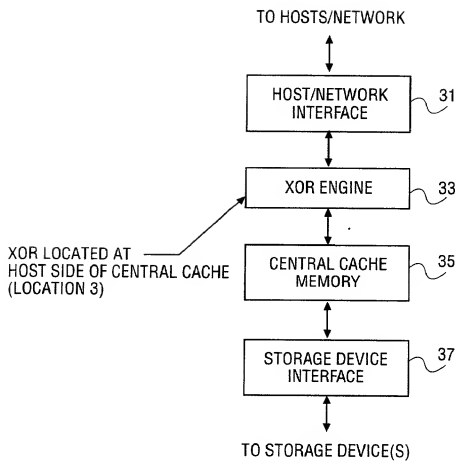 TO HOSTS/NETWORK
HOST/NETWORK
INTERFACE
31
XOR ENGINE
33
XOR LOCATED AT
HOST SIDE OF CENTRAL CACHE
(LOCATION 3)
CENTRAL CACHE
MEMORY
35
STORAGE DEVICE
INTERFACE
37
TO STORAGE DEVICE(S)